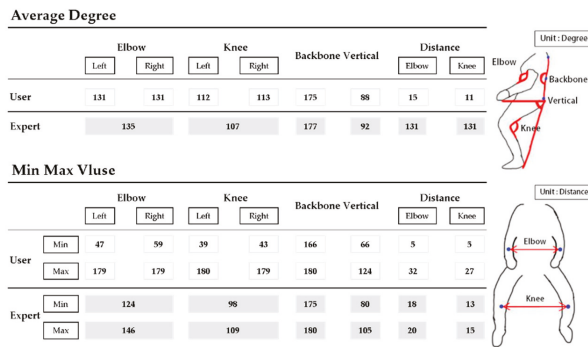 Average Degree
Elbow Knee Backbone Vertical Distance
Left Right Left Right Elbow Knee
User 131 131 112 113 175 88 15 11
Expert 135 107 177 92 131 131
Unit : Degree
Elbow
Backbone
Vertical
Knee
Min Max Vluse
Elbow Knee Backbone Vertical Distance
Left Right Left Right Elbow Knee
User
Min 47 59 39 43 166 66 5 5
Max 179 179 180 179 180 124 32 27
Expert
Min 124 98 175 80 18 13
Max 146 109 180 105 20 15
Unit : Distance
Elbow
Knee